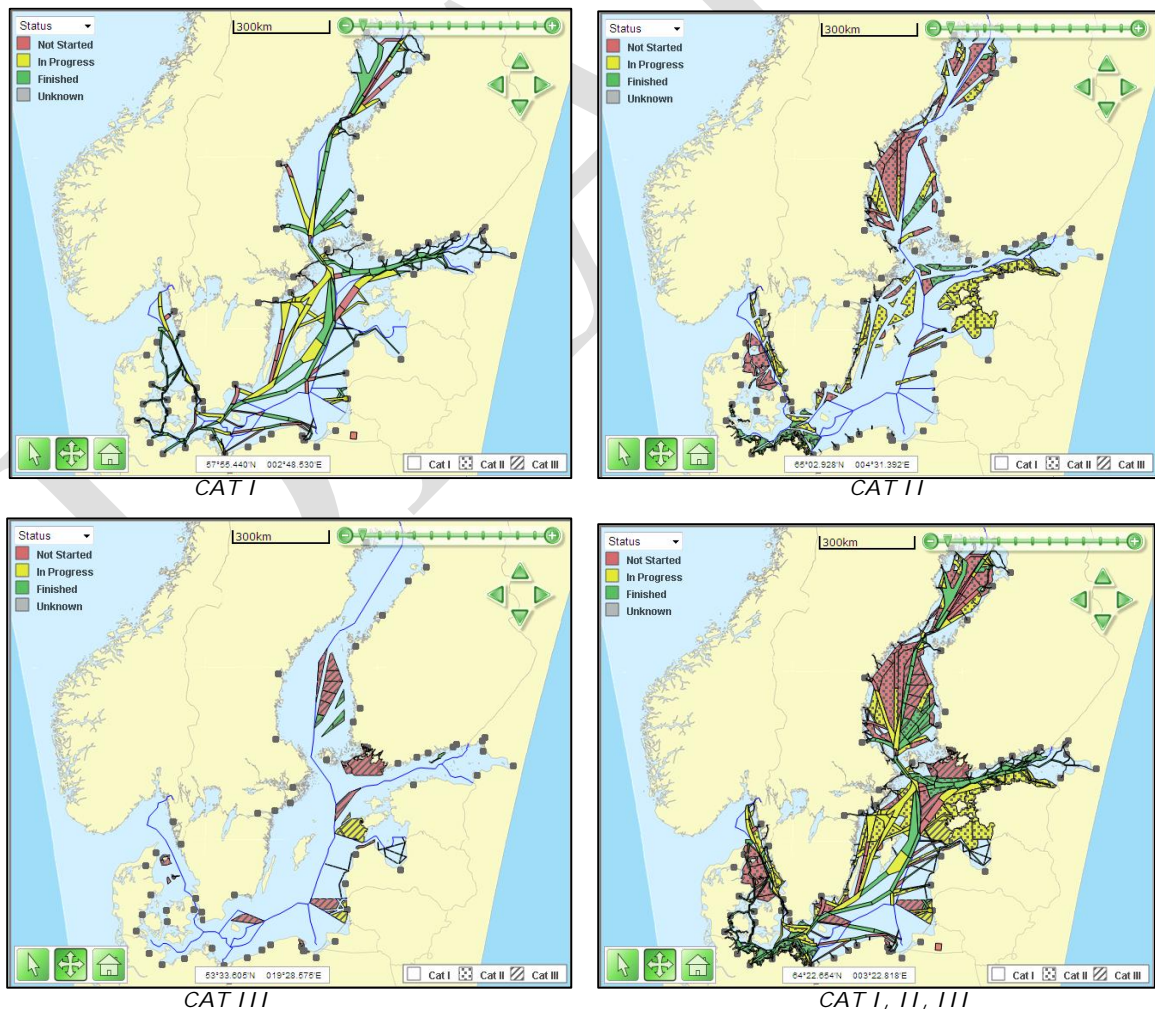 Status
300km
Not Started
In Progress
Finished
Unknown
57°55.440'N 002°48.530'E
Cat I Cat II Cat III
CAT I
Status
300km
Not Started
In Progress
Finished
Unknown
65°02.928'N 004°31.392'E
Cat I Cat II Cat III
CAT II
Status
300km
Not Started
In Progress
Finished
Unknown
53°33.605'N 019°28.575'E
Cat I Cat II Cat III
CAT III
Status
300km
Not Started
In Progress
Finished
Unknown
64°22.654'N 003°22.818'E
Cat I Cat II Cat III
CAT I, II, III